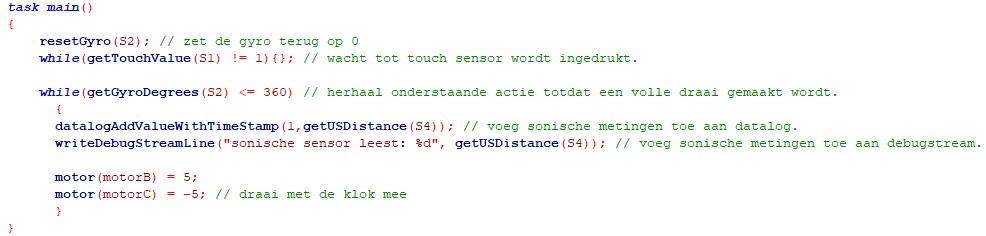 task main()
{
resetGyro(S2); // zet de gyro terug op 0
while(getTouchValue(S1) != 1){}; // wacht tot touch sensor wordt ingedrukt.
while(getGyroDegrees(S2) <= 360) // herhaal onderstaande actie totdat een volle draai gemaakt wordt.
{
datalogAddValueWithTimeStamp(1,getUSDistance(S4)); // voeg sonische metingen toe aan datalog.
writeDebugStreamLine("sonische sensor leest: %d", getUSDistance(S4)); // voeg sonische metingen toe aan debugstream.
motor(motorB) = 5;
motor(motorC) = -5; // draai met de klok mee
}
}